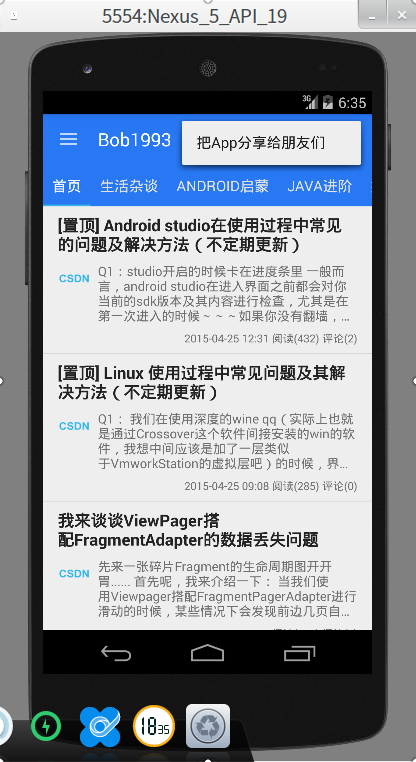 5554:Nexus_5_API_19
3G 6:35
Bob1993
把App分享给朋友们
首页 生活杂谈 ANDROID启蒙 JAVA进阶
[置顶] Android studio在使用过程中常见
的问题及解决方法（不定期更新）
CSDN
Q1：studio开启的时候卡在进度条里 一般而
言，android studio在进入界面之前都会对你
当前的sdk版本及其内容进行检查，尤其是在
第一次进入的时候～～～如果你没有翻墙，...
2015-04-25 12:31 阅读(432) 评论(2)
[置顶] Linux 使用过程中常见问题及其解
决方法（不定期更新）
CSDN
Q1： 我们在使用深度的wine qq（实际上也就
是通过Crossover这个软件间接安装的win的软
件，我想中间应该是加了一层类似
于VmworkStation的虚拟层吧）的时候，界...
2015-04-25 09:08 阅读(285) 评论(0)
我来谈谈ViewPager搭
配FragmentAdapter的数据丢失问题
CSDN
先来一张碎片Fragment的生命周期图开开
胃...... 首先呢，我来介绍一下： 当我们使
用Viewpager搭配FragmentPagerAdapter进行
滑动的时候，某些情况下会发现前边几页自...
18 35